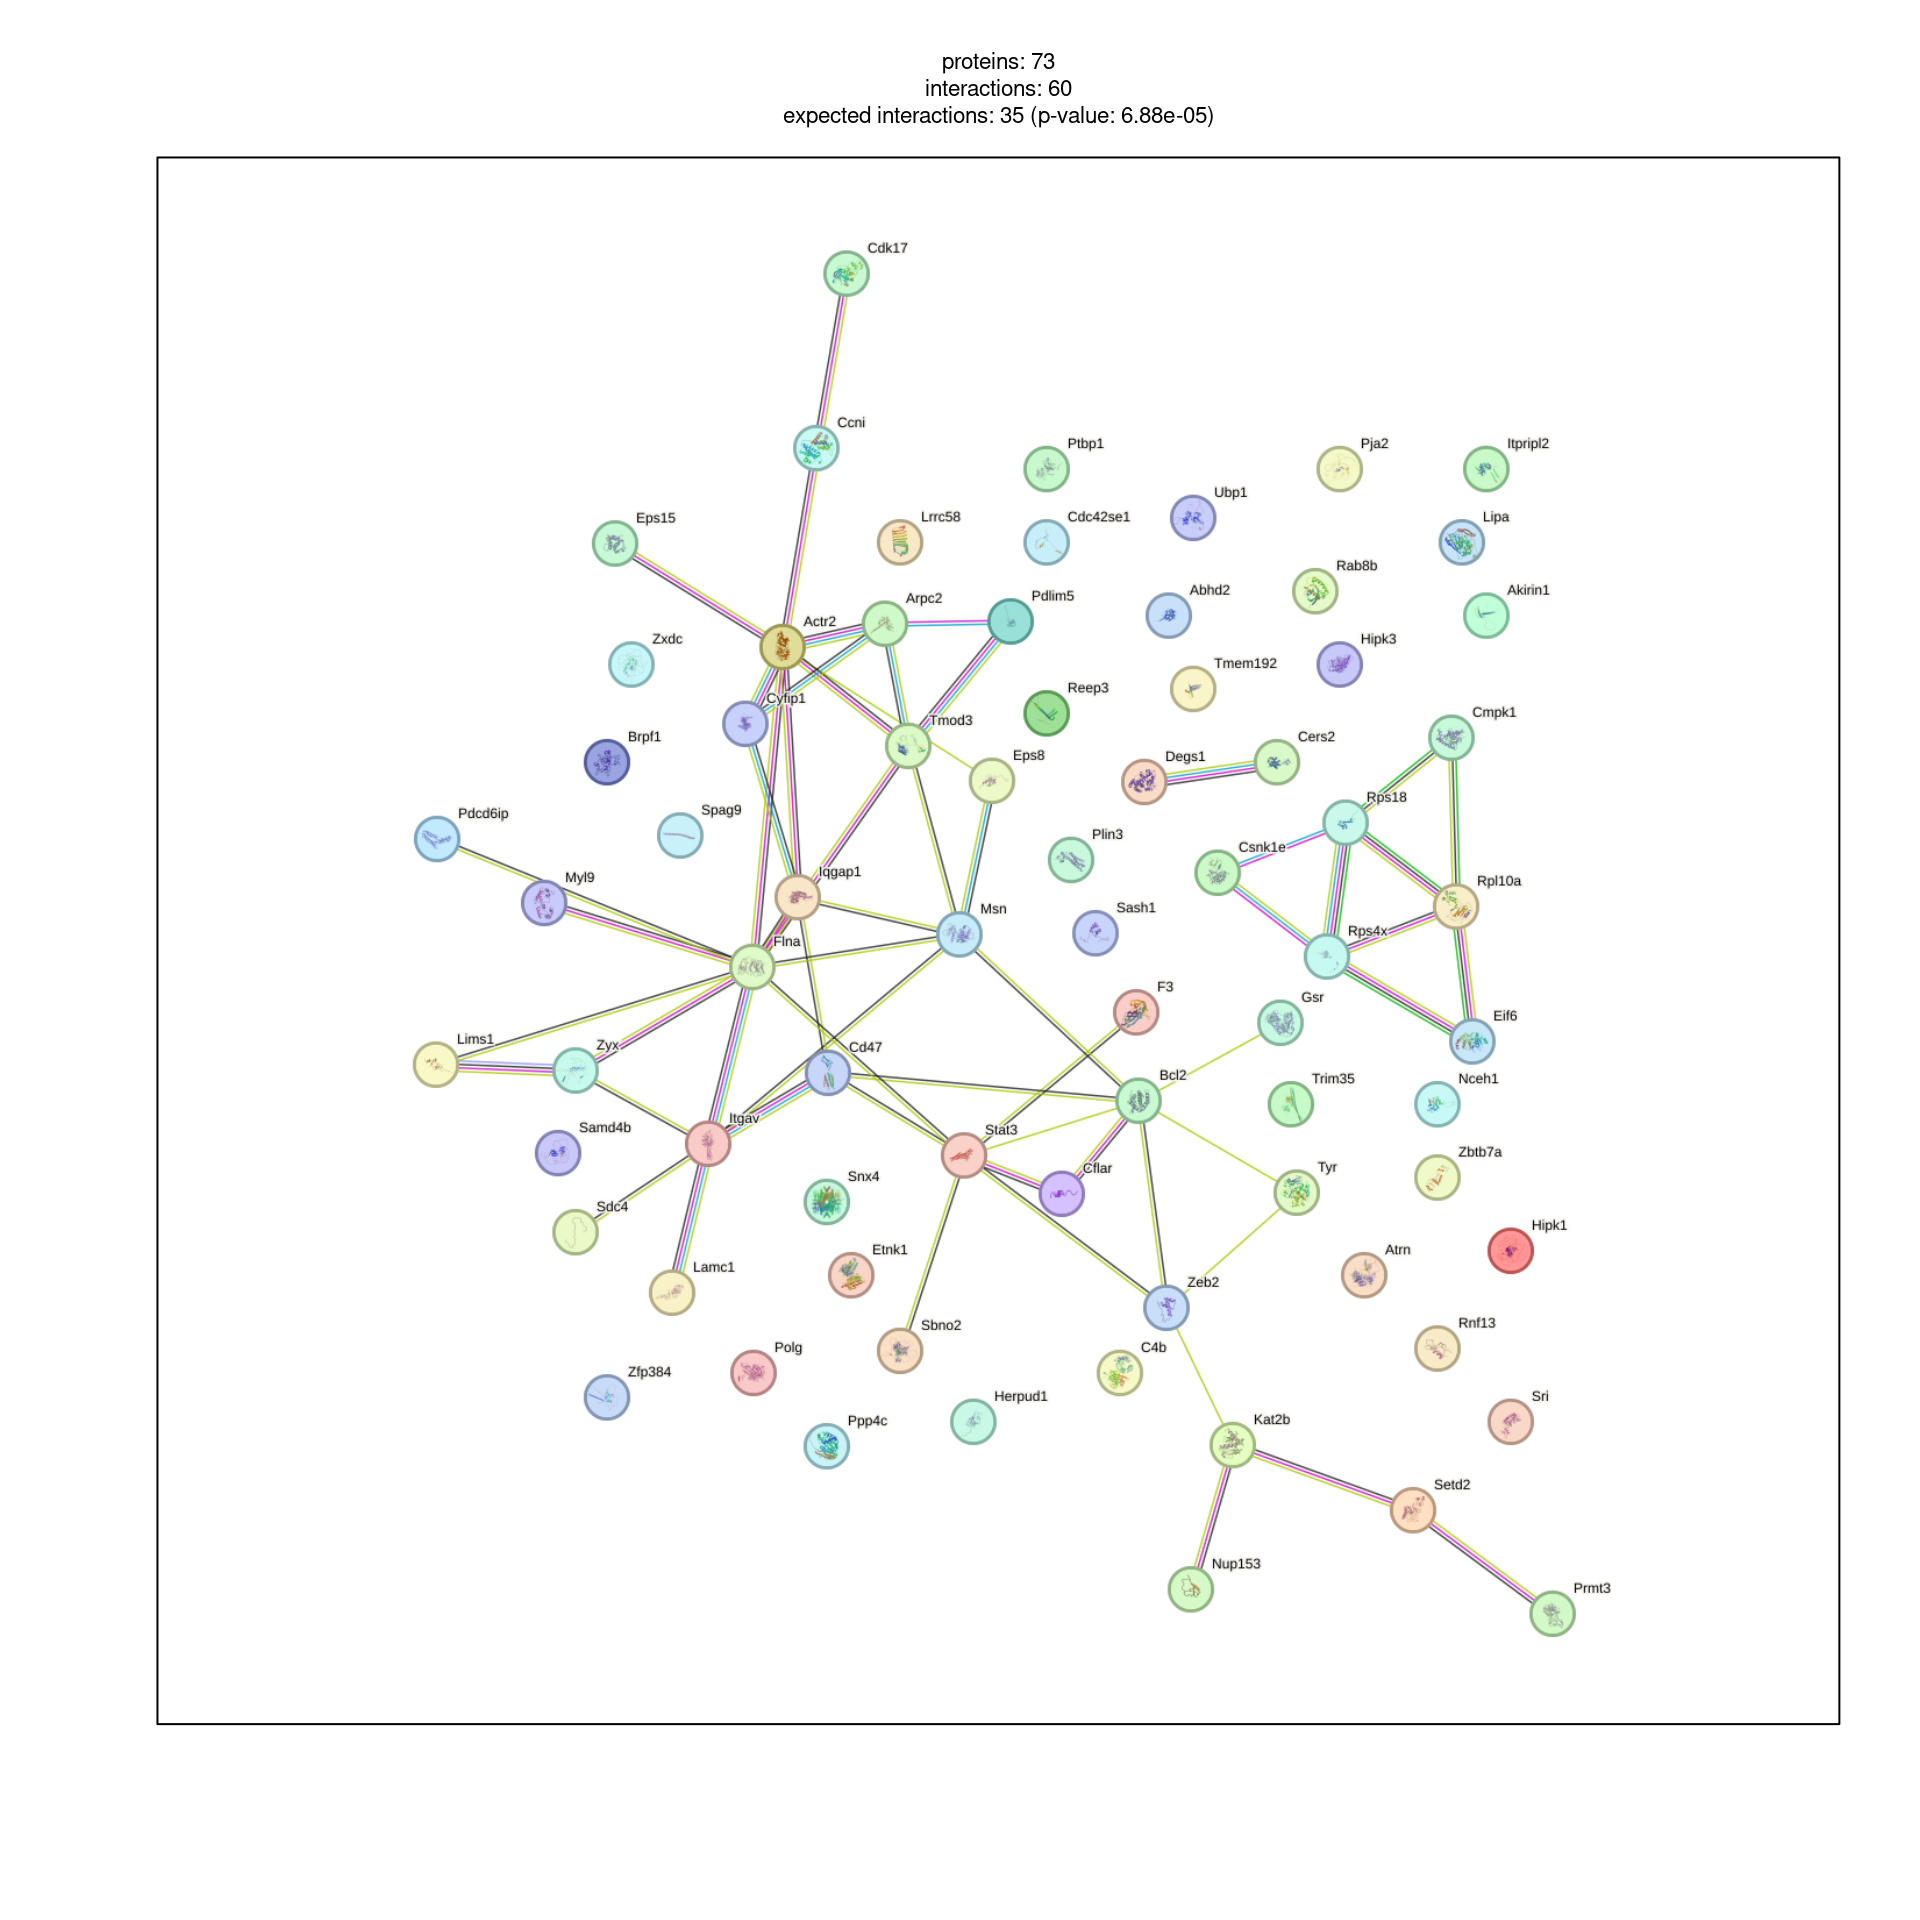 proteins: 73
interactions: 60
expected interactions: 35 (p-value: 6.88e-05)
Cdk17
Ccni
Ptbp1
Pja2
Itpripl2
Ubp1
Eps15
Lrrc58
Cdc42se1
Lipa
Rab8b
Arpc2
Pdlim5
Abhd2
Akirin1
Actr2
Zxdc
Hipk3
Tmem192
Reep3
Cyfip1
Cmpk1
Tmod3
Brpf1
Eps8
Degs1
Cers2
Rps18
Pdcd6ip
Spag9
Plin3
Csnk1e
Myl9
Iqgap1
Rpl10a
Msn
Sash1
Rps4x
Flna
F3
Gsr
Eif6
Lims1
Zyx
Cd47
Bcl2
Trim35
Nceh1
Itgav
Samd4b
Stat3
Zbtb7a
Cflar
Tyr
Snx4
Sdc4
Hipk1
Etnk1
Atrn
Lamc1
Zeb2
Sbno2
Rnf13
Polg
C4b
Zfp384
Herpud1
Sri
Ppp4c
Kat2b
Setd2
Nup153
Prmt3